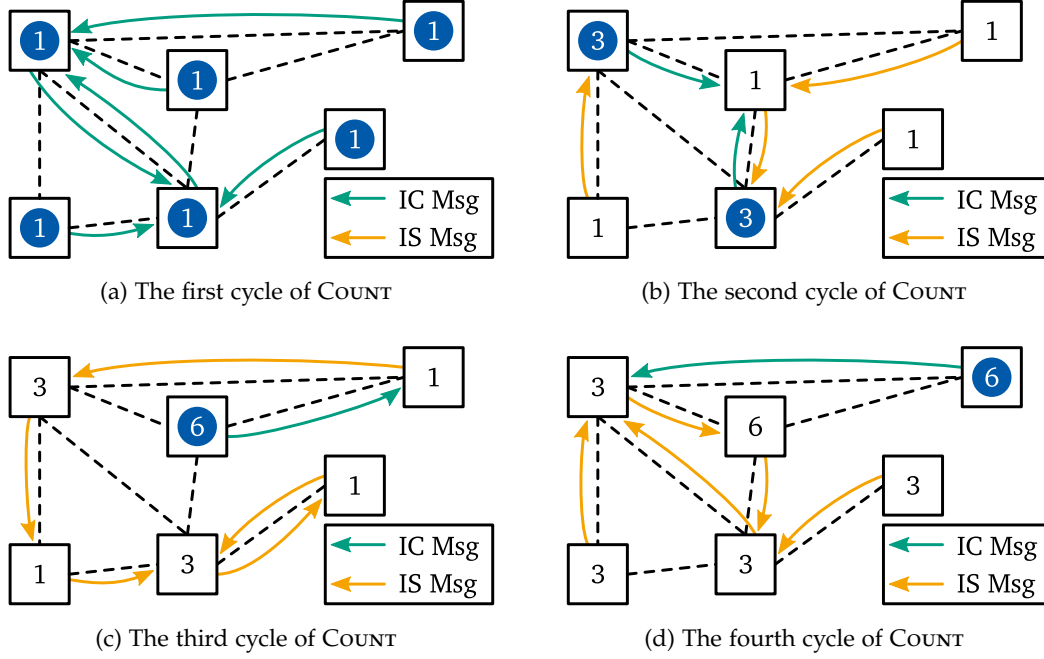 1
1
1
1
1
1
IC Msg
IS Msg
(a) The first cycle of COUNT
3
1
1
1
1
3
IC Msg
IS Msg
(b) The second cycle of COUNT
3
1
6
1
1
3
IC Msg
IS Msg
(c) The third cycle of COUNT
3
6
6
3
3
3
IC Msg
IS Msg
(d) The fourth cycle of COUNT